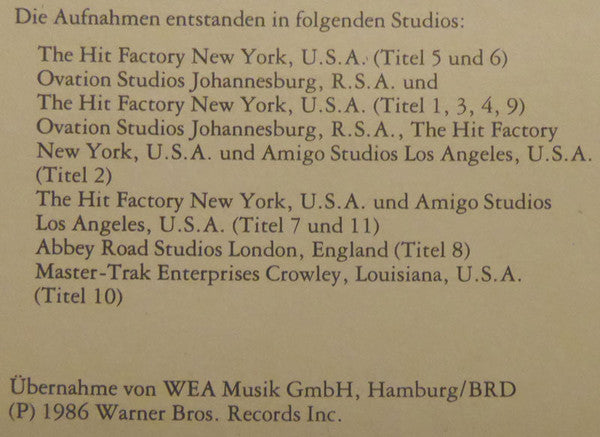 Die Aufnahmen entstanden in folgenden Studios:
The Hit Factory New York, U.S.A. (Titel 5 und 6)
Ovation Studios Johannesburg, R.S.A. und
The Hit Factory New York, U.S.A. (Titel 1, 3, 4, 9)
Ovation Studios Johannesburg, R.S.A., The Hit Factory
New York, U.S.A. und Amigo Studios Los Angeles, U.S.A.
(Titel 2)
The Hit Factory New York, U.S.A. und Amigo Studios
Los Angeles, U.S.A. (Titel 7 und 11)
Abbey Road Studios London, England (Titel 8)
Master-Trak Enterprises Crowley, Louisiana, U.S.A.
(Titel 10)
Übernahme von WEA Musik GmbH, Hamburg/BRD
(P) 1986 Warner Bros. Records Inc.